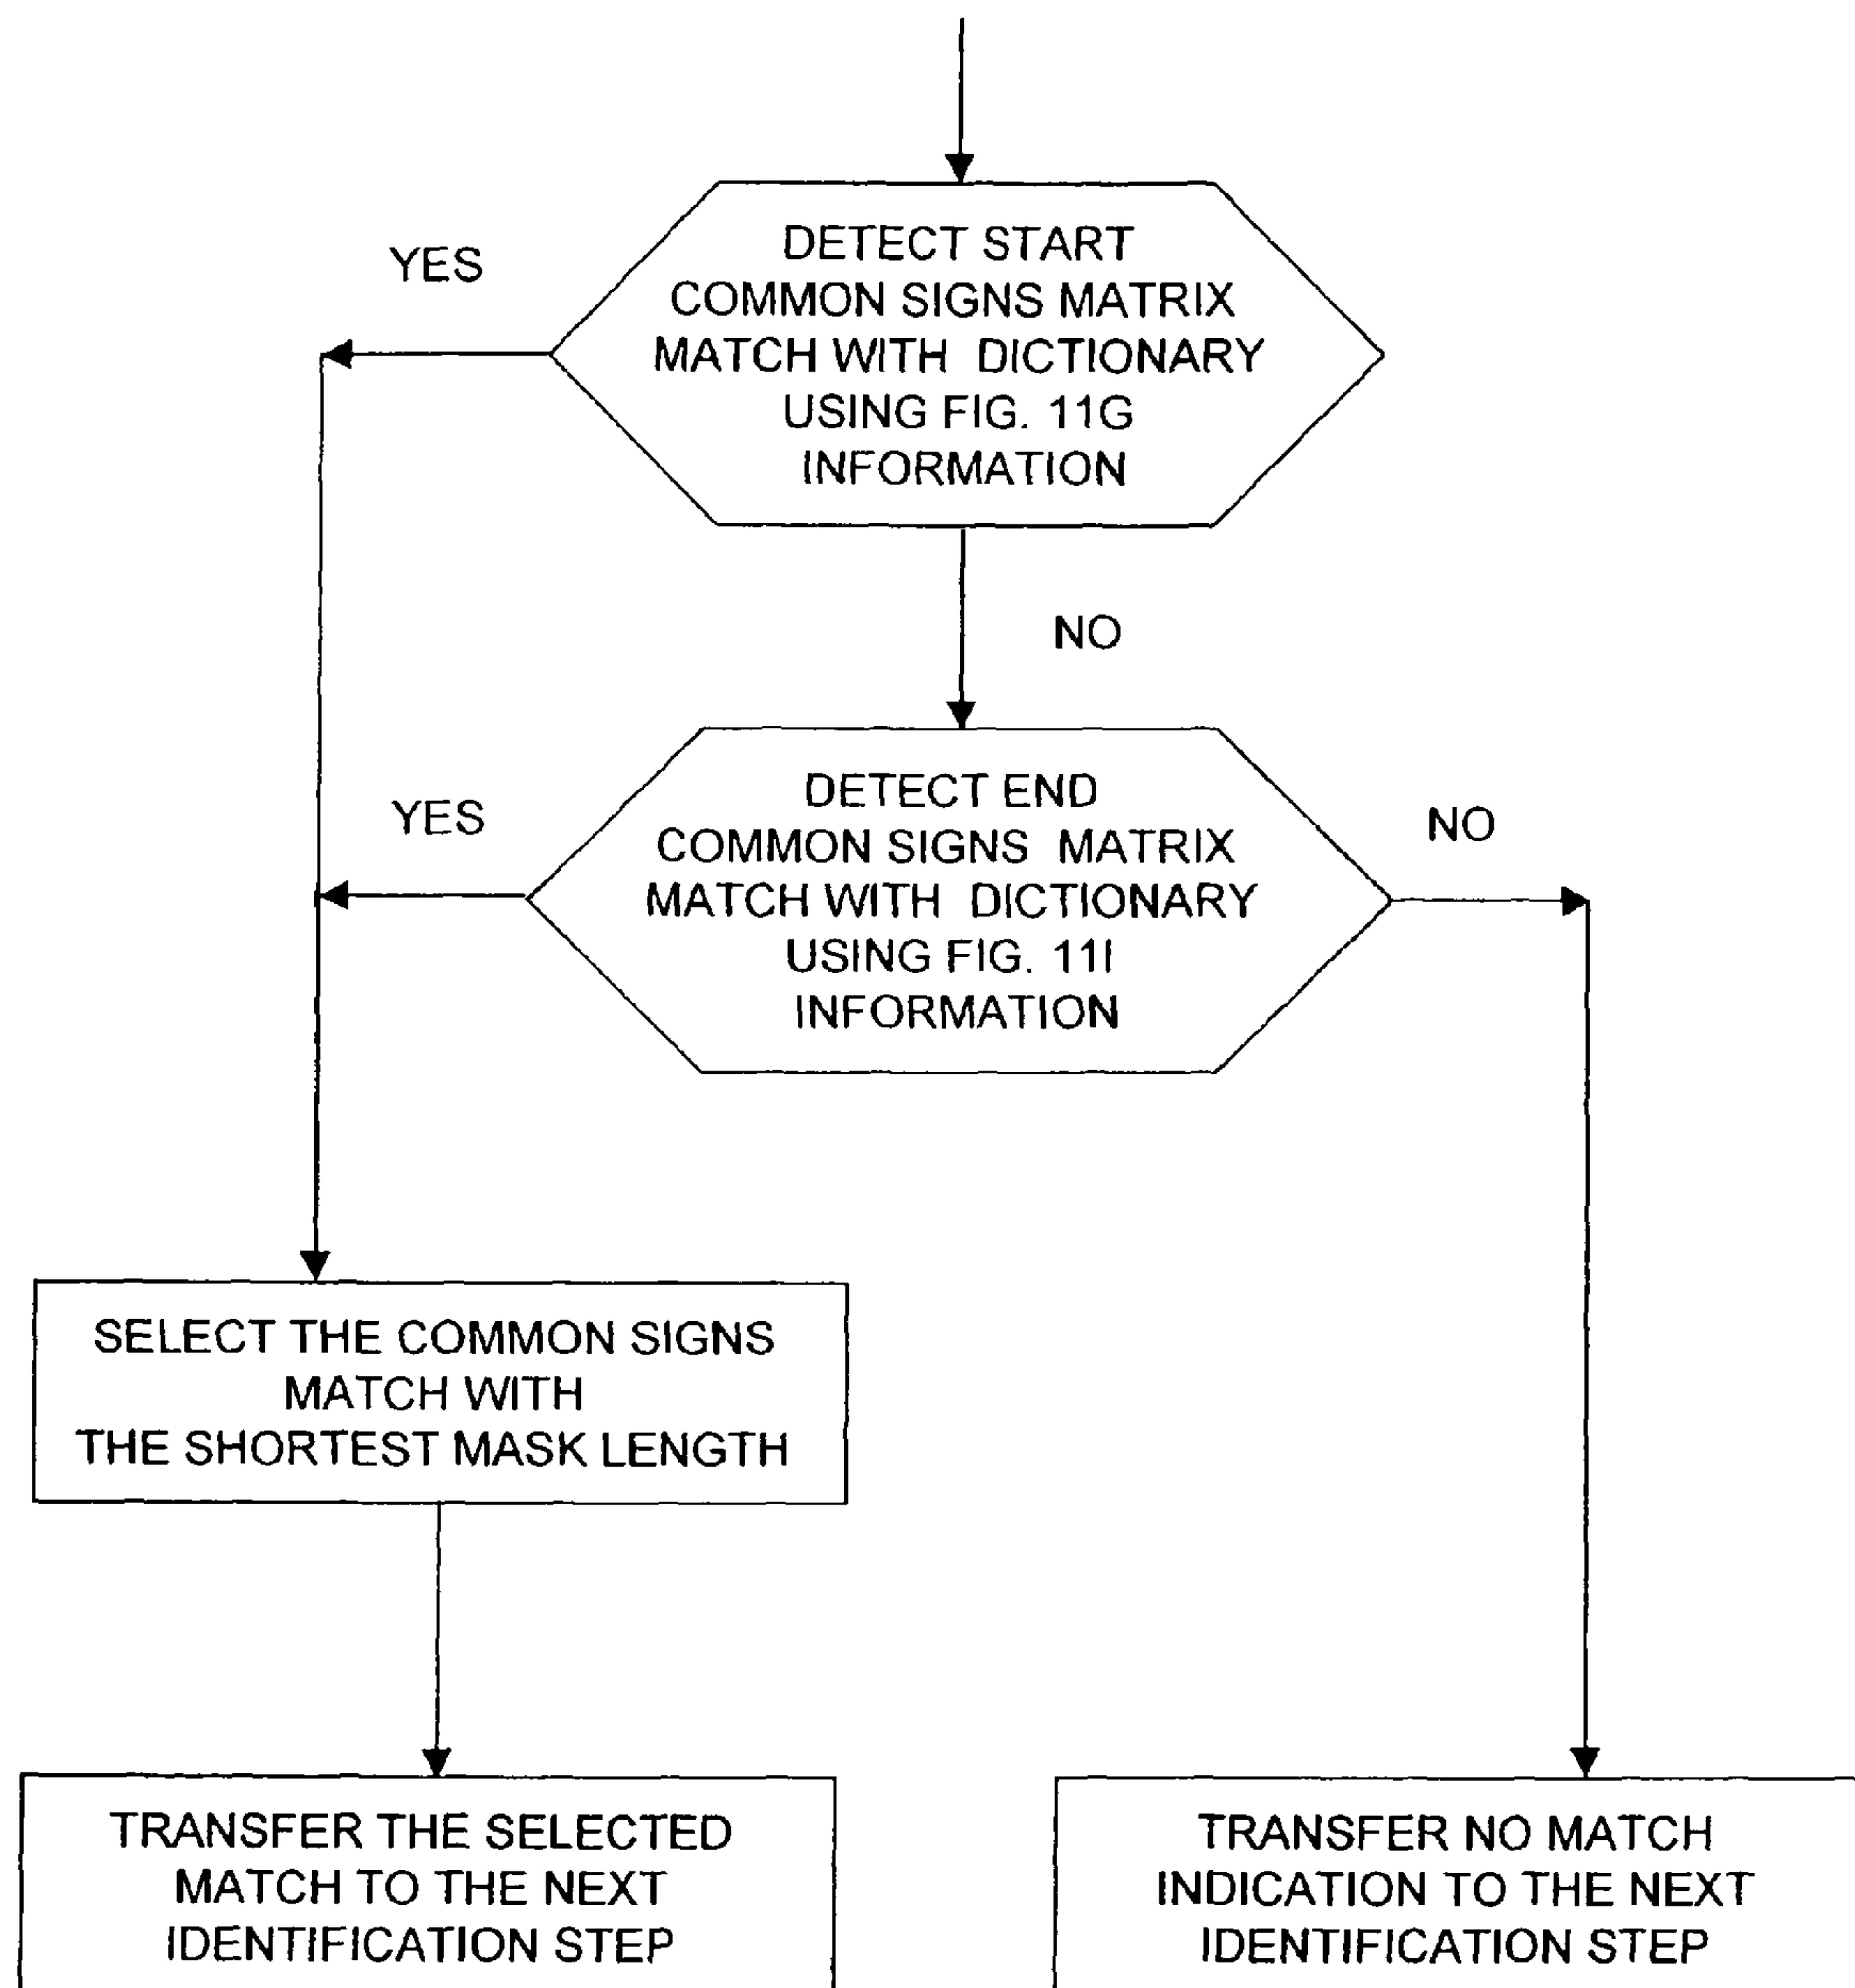 YES
DETECT START
COMMON SIGNS MATRIX
MATCH WITH DICTIONARY
USING FIG. 11G
INFORMATION
NO
YES
DETECT END
COMMON SIGNS MATRIX
MATCH WITH DICTIONARY
USING FIG. 11I
INFORMATION
NO
SELECT THE COMMON SIGNS
MATCH WITH
THE SHORTEST MASK LENGTH
TRANSFER THE SELECTED
MATCH TO THE NEXT
IDENTIFICATION STEP
TRANSFER NO MATCH
INDICATION TO THE NEXT
IDENTIFICATION STEP